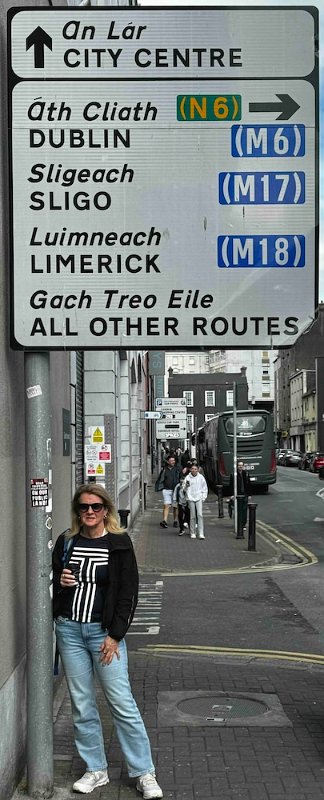 An Lár
CITY CENTRE
Áth Cliath (N6)
DUBLIN (M6)
Sligeach
SLIGO (M17)
Luimneach
LIMERICK (M18)
Gach Treo Eile
ALL OTHER ROUTES